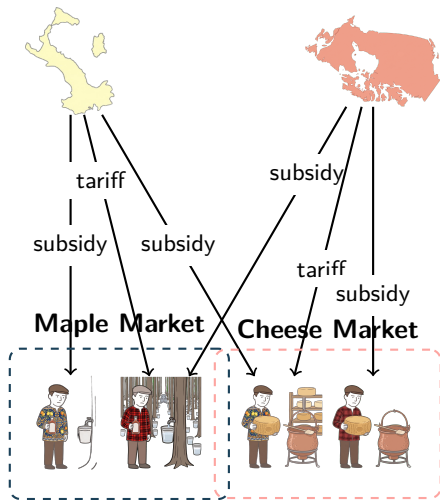 tariff
subsidy
subsidy
subsidy
tariff
subsidy
Maple Market
Cheese Market